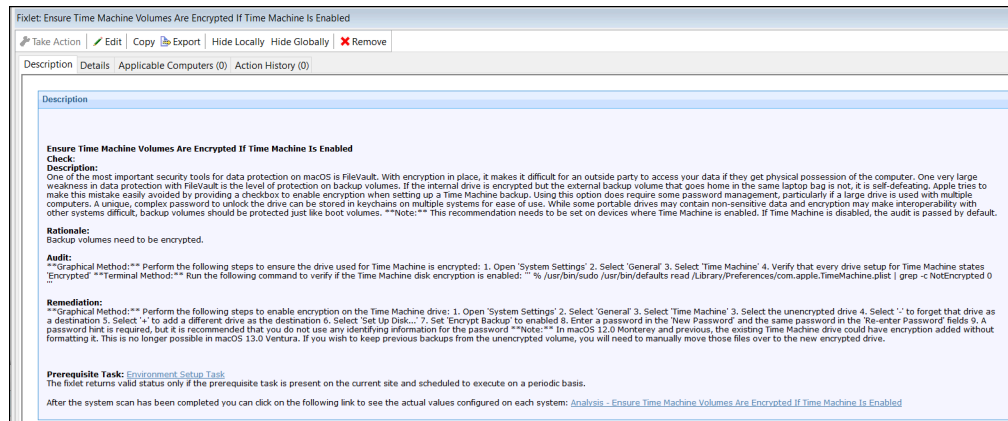 Fixlet: Ensure Time Machine Volumes Are Encrypted If Time Machine Is Enabled
Take Action Edit Copy Export Hide Locally Hide Globally Remove
Description Details Applicable Computers (0) Action History (0)
Description
Ensure Time Machine Volumes Are Encrypted If Time Machine Is Enabled
Check:
Description:
One of the most important security tools for data protection on macOS is FileVault. With encryption in place, it makes it difficult for an outside party to access your data if they get physical possession of the computer. One very large
weakness in data protection with FileVault is the level of protection on backup volumes. If the internal drive is encrypted but the external backup volume that goes home in the same laptop bag is not, it is self-defeating. Apple tries to
make this mistake easily avoided by providing a checkbox to enable encryption when setting up a Time Machine backup. Using this option does require some password management, particularly if a large drive is used with multiple
computers. A unique, complex password to unlock the drive can be stored in keychains on multiple systems for ease of use. While some portable drives may contain non-sensitive data and encryption may make interoperability with
other systems difficult, backup volumes should be protected just like boot volumes. **Note:** This recommendation needs to be set on devices where Time Machine is enabled. If Time Machine is disabled, the audit is passed by default.
Rationale:
Backup volumes need to be encrypted.
Audit:
**Graphical Method:** Perform the following steps to ensure the drive used for Time Machine is encrypted: 1. Open 'System Settings' 2. Select 'General' 3. Select 'Time Machine' 4. Verify that every drive setup for Time Machine states
'Encrypted' **Terminal Method:** Run the following command to verify if the Time Machine disk encryption is enabled: ''' % /usr/bin/sudo /usr/bin/defaults read /Library/Preferences/com.apple.TimeMachine.plist | grep -c NotEncrypted 0
'''
Remediation:
**Graphical Method:** Perform the following steps to enable encryption on the Time Machine drive: 1. Open 'System Settings' 2. Select 'General' 3. Select 'Time Machine' 3. Select the unencrypted drive 4. Select '-' to forget that drive as
a destination 5. Select '+' to add a different drive as the destination 6. Select 'Set Up Disk...' 7. Set 'Encrypt Backup' to enabled 8. Enter a password in the 'New Password' and the same password in the 'Re-enter Password' fields 9. A
password hint is required, but it is recommended that you do not use any identifying information for the password **Note:** In macOS 12.0 Monterey and previous, the existing Time Machine drive could have encryption added without
formatting it. This is no longer possible in macOS 13.0 Ventura. If you wish to keep previous backups from the unencrypted volume, you will need to manually move those files over to the new encrypted drive.
Prerequisite Task: Environment Setup Task
The fixlet returns valid status only if the prerequisite task is present on the current site and scheduled to execute on a periodic basis.
After the system scan has been completed you can click on the following link to see the actual values configured on each system: Analysis - Ensure Time Machine Volumes Are Encrypted If Time Machine Is Enabled